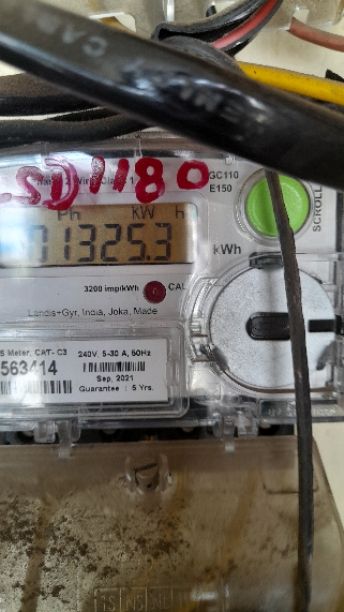 GC110
E150
1180
SCROLL
Ph KW h
01325.3
kWh
3200 imp/kWh
CAL
Landis+Gyr, India, Joka, Made
S Meter, CAT- C3
563414
240V, 5-30 A, 50Hz
Sep, 2021
Guarantee : 5 Yrs.